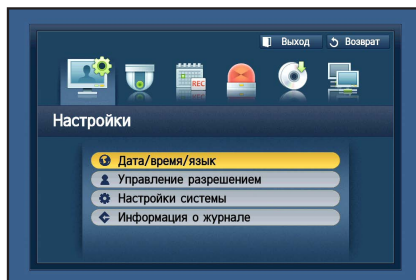 Выход Возврат
REC
Настройки
Дата/время/язык
Управление разрешением
Настройки системы
Информация о журнале